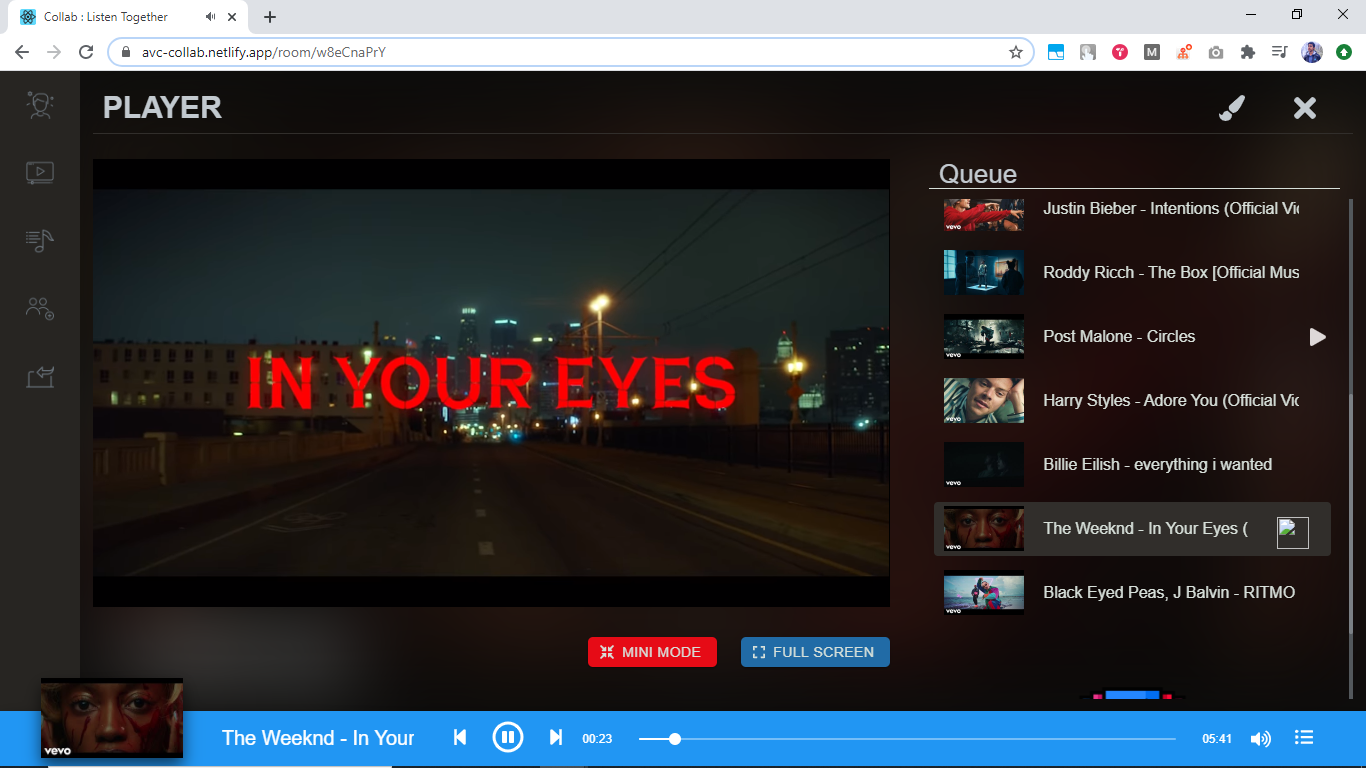 Collab : Listen Together
avc-collab.netlify.app/room/w8eCnaPrY
M
PLAYER
IN YOUR EYES
Queue
vevo
Justin Bieber - Intentions (Official Vi
Roddy Ricch - The Box [Official Mus
vevo
Post Malone - Circles
vevo
Harry Styles - Adore You (Official Vi
vevo
Billie Eilish - everything i wanted
vevo
The Weeknd - In Your Eyes (
vevo
Black Eyed Peas, J Balvin - RITMO
MINI MODE
FULL SCREEN
vevo
The Weeknd - In Your
00:23
05:41